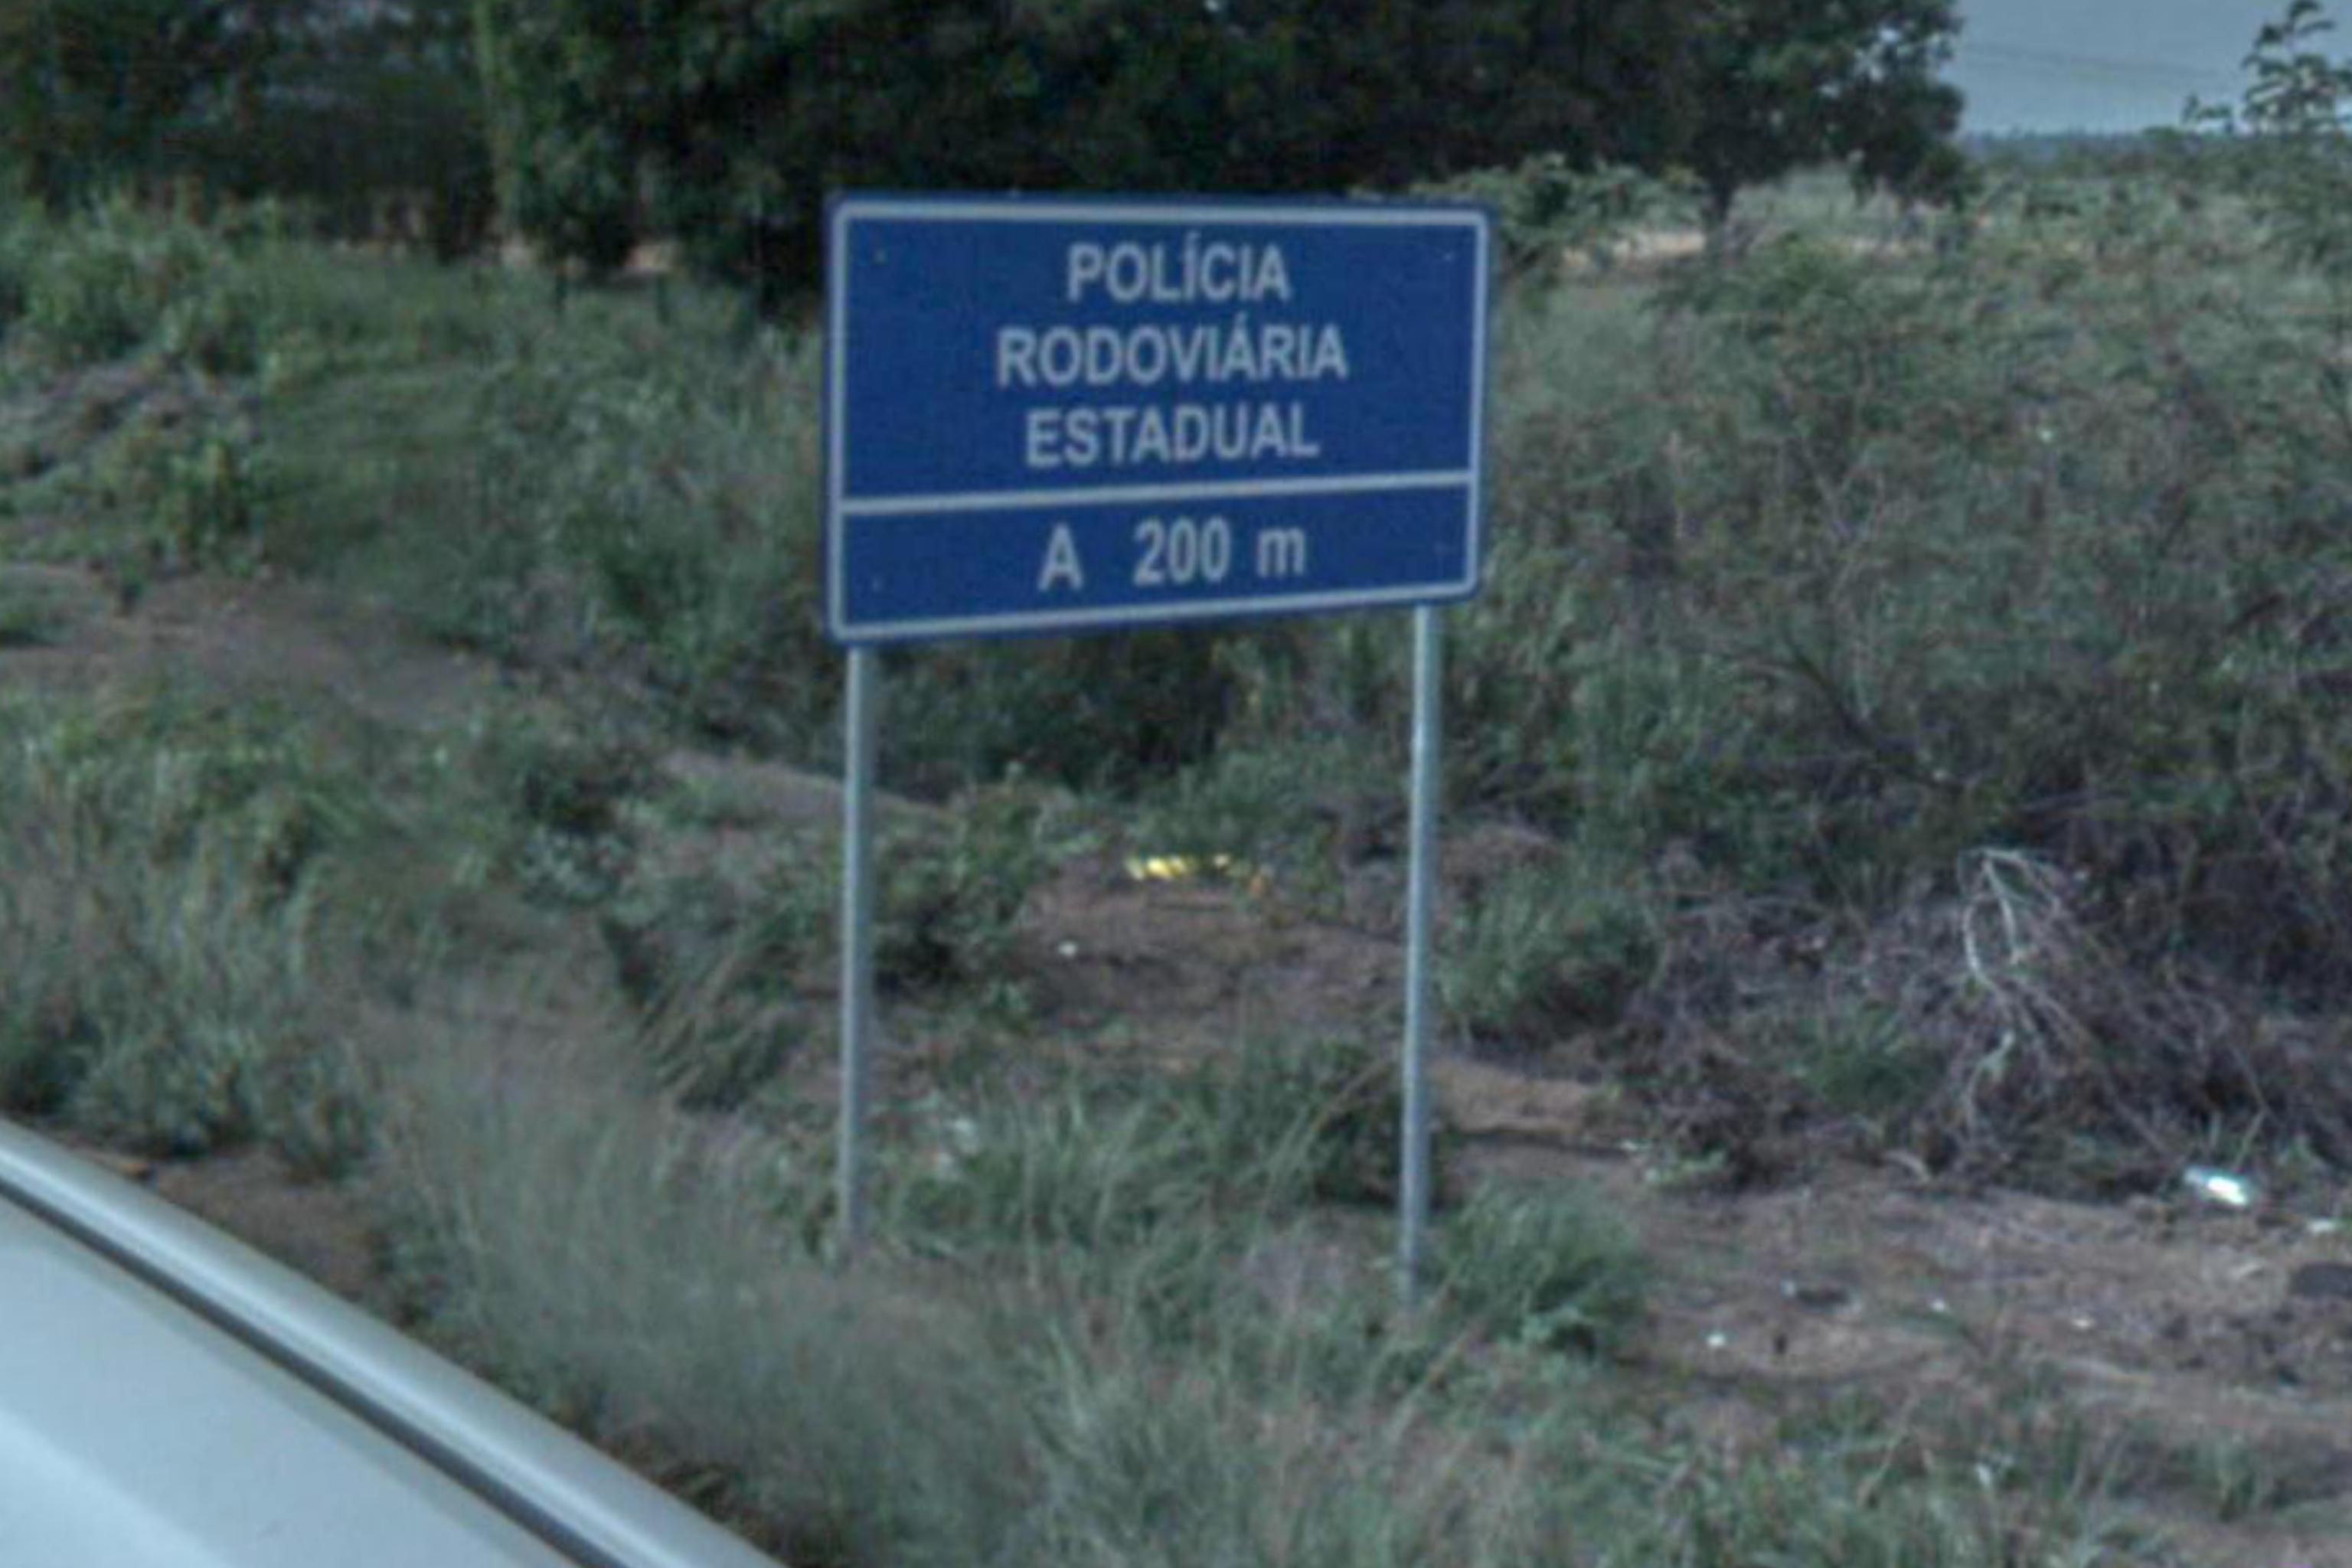 POLÍCIA
RODOVIÁRIA
ESTADUAL
A 200 m